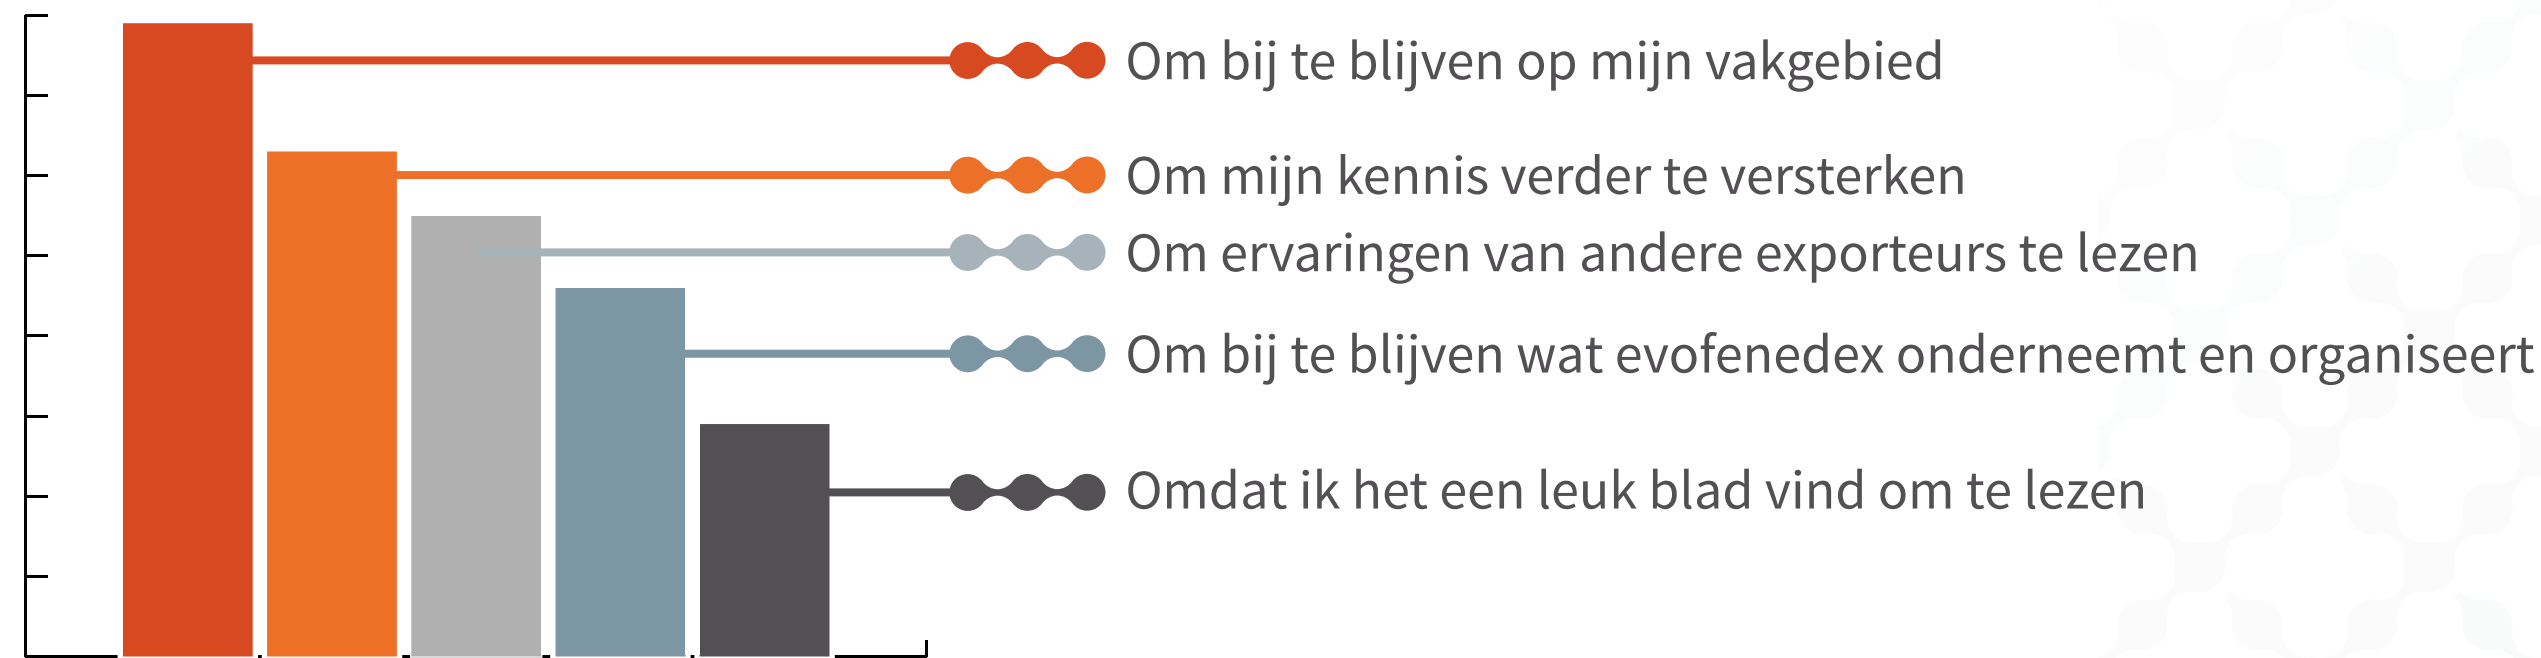 Om bij te blijven op mijn vakgebied
Om mijn kennis verder te versterken
Om ervaringen van andere exporteurs te lezen
Om bij te blijven wat evofenedex onderneemt en organiseert
Omdat ik het een leuk blad vind om te lezen